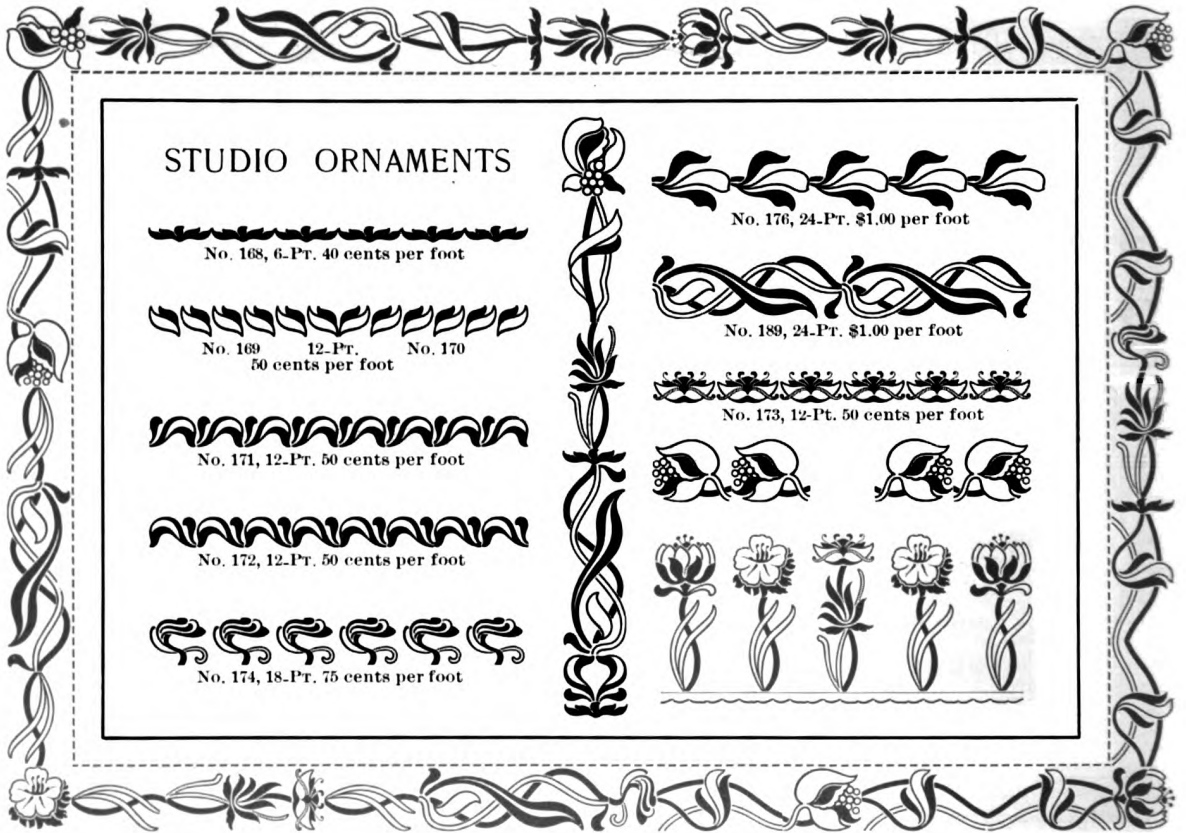 STUDIO ORNAMENTS
No. 168, 6-Pt. 40 cents per foot
No. 169 12-Pt. No. 170
50 cents per foot
No. 171, 12-Pt. 50 cents per foot
No. 172, 12-Pt. 50 cents per foot
No. 174, 18-Pt. 75 cents per foot
No. 176, 24-Pt. $1.00 per foot
No. 189, 24-Pt. $1.00 per foot
No. 173, 12-Pt. 50 cents per foot